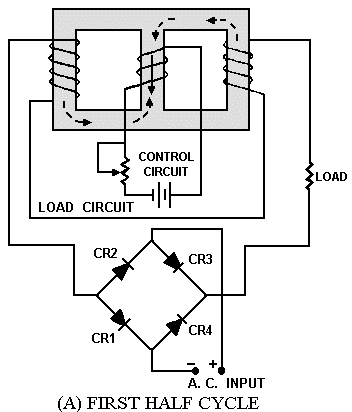 CONTROL
CIRCUIT
LOAD
LOAD CIRCUIT
CR2
CR3
CR1
CR4
− +
A. C. INPUT
(A) FIRST HALF CYCLE